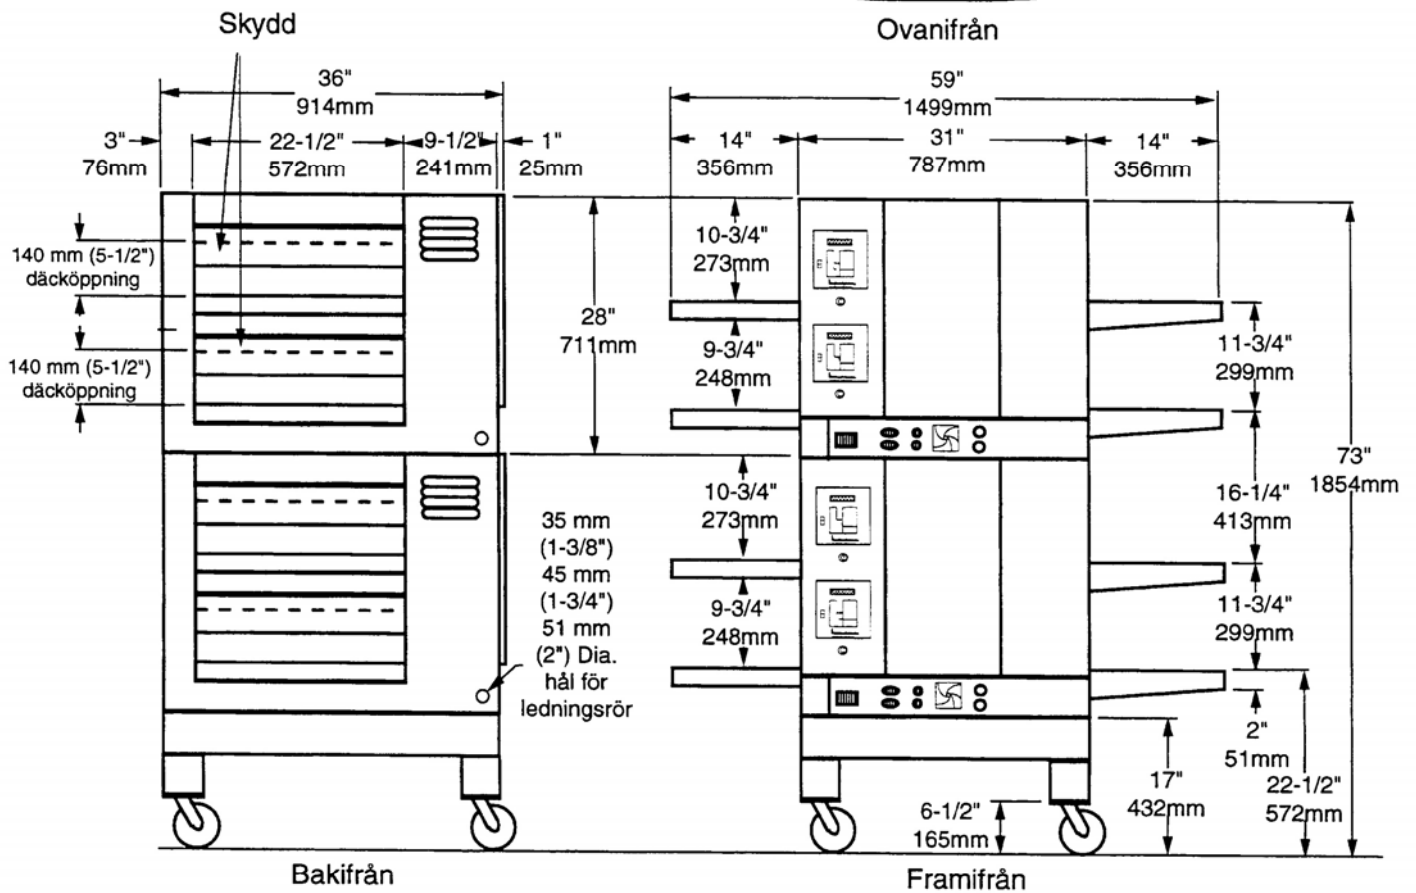 Skydd
Ovanifrån
36"
914mm
59"
1499mm
3"
76mm
22-1/2"
572mm
9-1/2"
241mm
1"
25mm
14"
356mm
31"
787mm
14"
356mm
140 mm (5-1/2")
däcköppning
140 mm (5-1/2")
däcköppning
28"
711mm
10-3/4"
273mm
9-3/4"
248mm
11-3/4"
299mm
73"
1854mm
10-3/4"
273mm
16-1/4"
413mm
35 mm
(1-3/8")
45 mm
(1-3/4")
51 mm
(2") Dia.
hål för
ledningsrör
9-3/4"
248mm
11-3/4"
299mm
2"
51mm
17"
432mm
22-1/2"
572mm
6-1/2"
165mm
Bakifrån
Framifrån